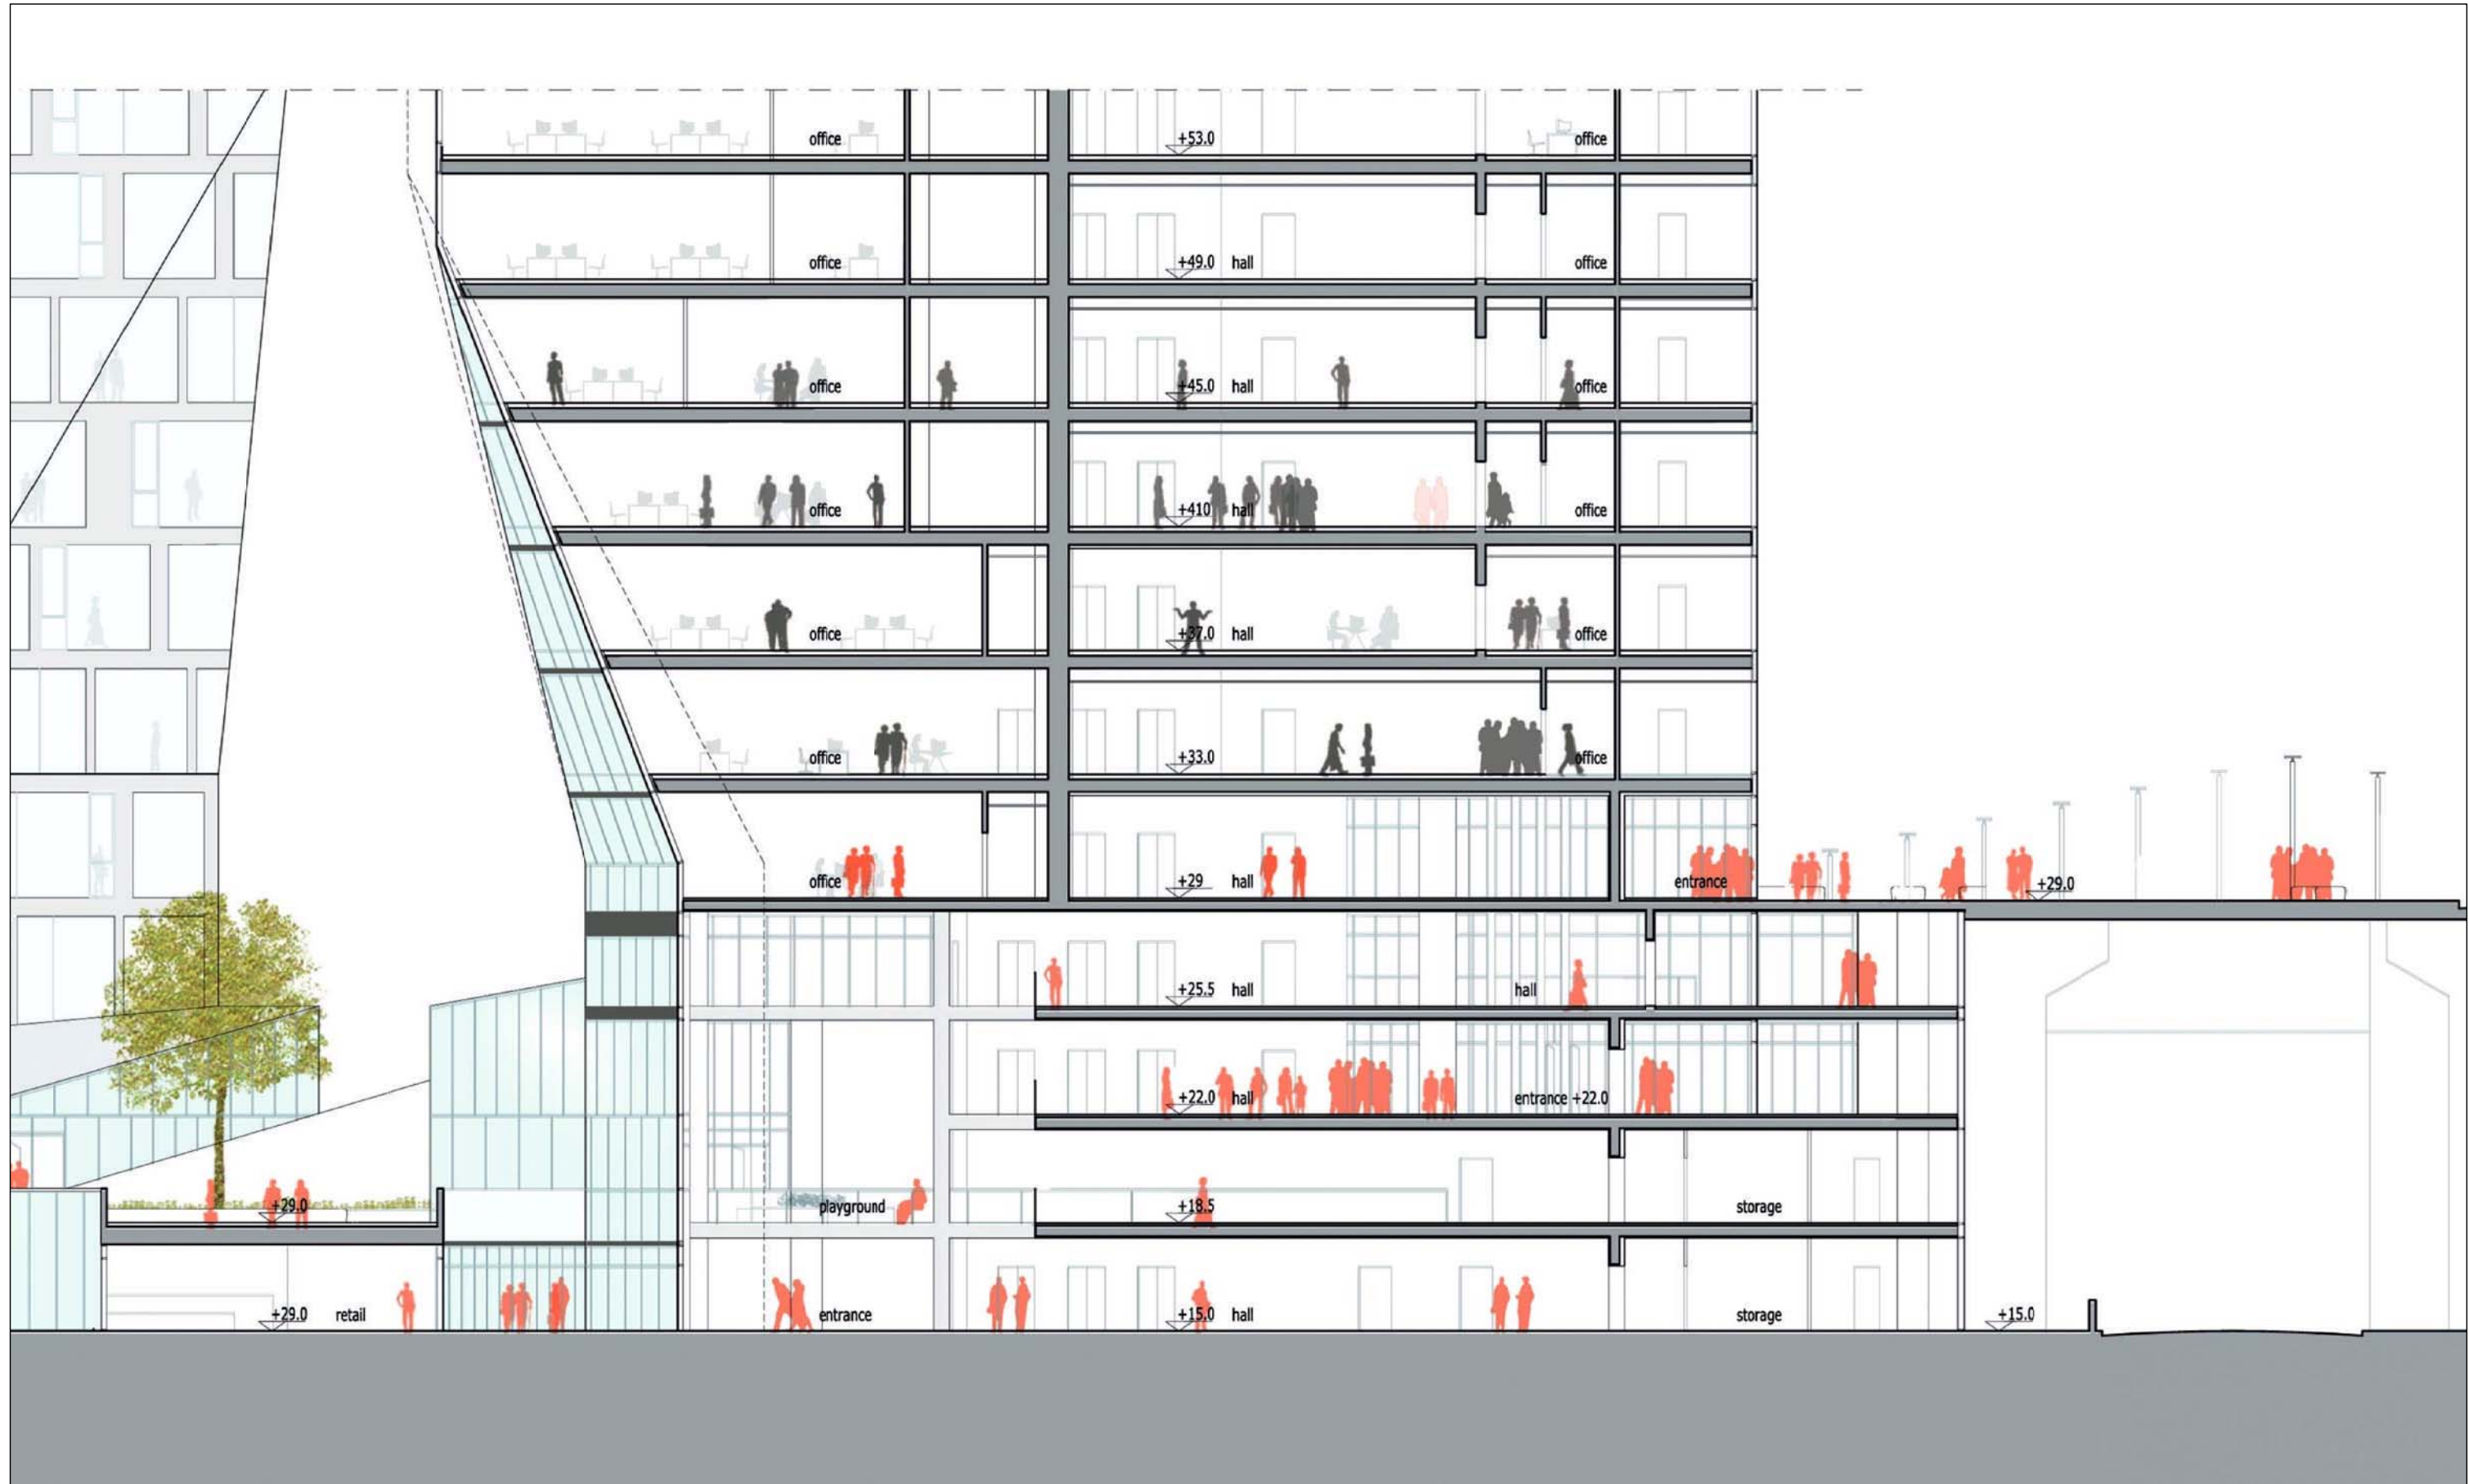 office +53.0 office
office +49.0 hall office
office +45.0 hall office
office +410 hall office
office +37.0 hall office
office +33.0 office
office +29 hall entrance +29.0
+25.5 hall hall
+22.0 hall entrance +22.0
+29.0 playground +18.5 storage
+29.0 retail entrance +15.0 hall storage +15.0